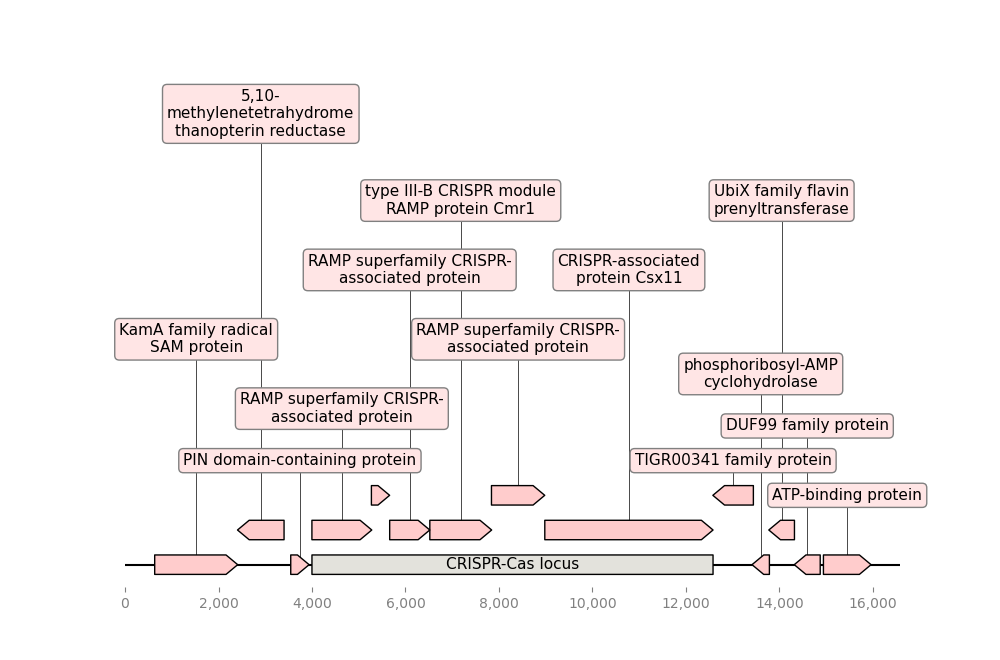 5,10-
methylenetetrahydrome
thanopterin reductase
type III-B CRISPR module
RAMP protein Cmr1
UbiX family flavin
prenyltransferase
RAMP superfamily CRISPR-
associated protein
CRISPR-associated
protein Csx11
KamA family radical
SAM protein
RAMP superfamily CRISPR-
associated protein
phosphoribosyl-AMP
cyclohydrolase
RAMP superfamily CRISPR-
associated protein
DUF99 family protein
PIN domain-containing protein
TIGR00341 family protein
ATP-binding protein
CRISPR-Cas locus
0 2,000 4,000 6,000 8,000 10,000 12,000 14,000 16,000